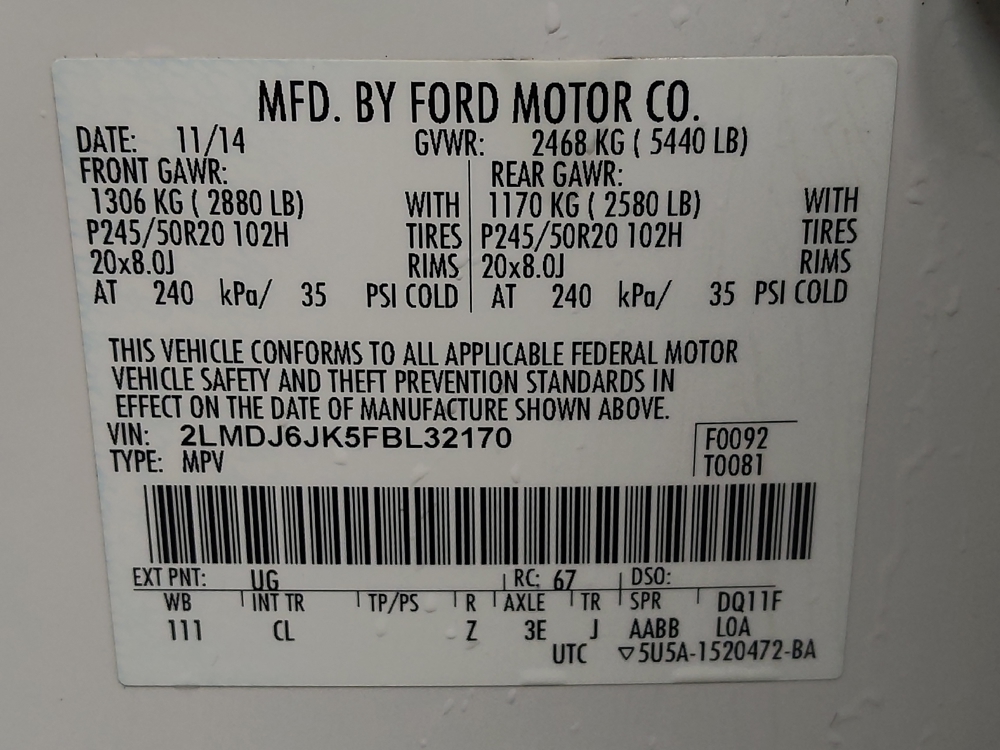 MFD. BY FORD MOTOR CO.
DATE: 11/14 GVWR: 2468 KG ( 5440 LB)
FRONT GAWR: REAR GAWR:
1306 KG ( 2880 LB) WITH 1170 KG ( 2580 LB) WITH
P245/50R20 102H TIRES P245/50R20 102H TIRES
20x8.0J RIMS 20x8.0J RIMS
AT 240 kPa/ 35 PSI COLD AT 240 kPa/ 35 PSI COLD
THIS VEHICLE CONFORMS TO ALL APPLICABLE FEDERAL MOTOR
VEHICLE SAFETY AND THEFT PREVENTION STANDARDS IN
EFFECT ON THE DATE OF MANUFACTURE SHOWN ABOVE.
VIN: 2LMDJ6JK5FBL32170 F0092
TYPE: MPV T0081
EXT PNT: UG RC: 67 DSO:
WB INT TR TP/PS R AXLE TR SPR DQ11F
111 CL Z 3E J AABB LOA
UTC ▽5U5A-1520472-BA